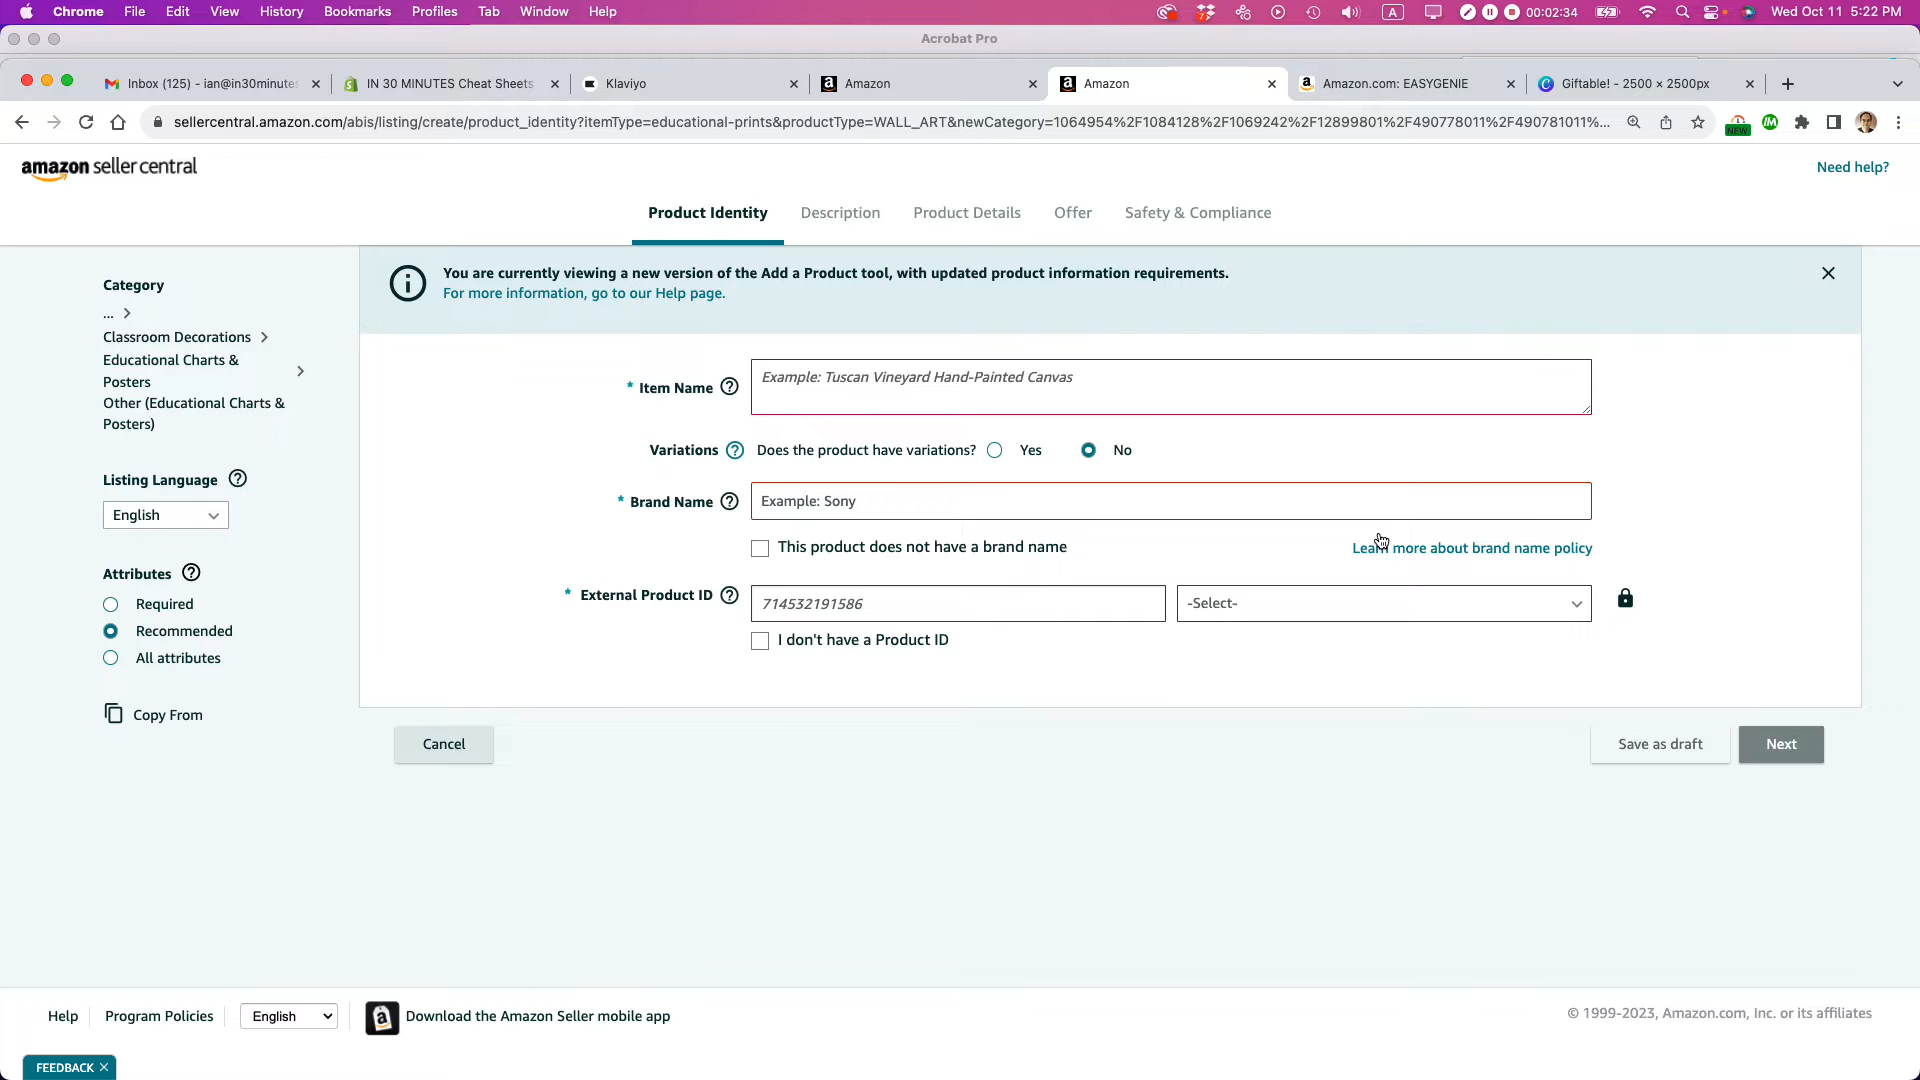 Chrome File Edit View History Bookmarks Profiles Tab Window Help 7 A 00:02:34 Wed Oct 11 5:22 PM
Acrobat Pro
Inbox (125) - ian@in30minutes IN 30 MINUTES Cheat Sheets Klaviyo Amazon Amazon Amazon.com: EASYGENIE Giftable! - 2500 × 2500px
sellercentral.amazon.com/abis/listing/create/product_identity?itemType=educational-prints&productType=WALL_ART&newCategory=1064954%2F1084128%2F1069242%2F12899801%2F490778011%2F490781011%... NEW
amazon seller central
Need help?
Product Identity Description Product Details Offer Safety & Compliance
You are currently viewing a new version of the Add a Product tool, with updated product information requirements.
For more information, go to our Help page.
Category
...
Classroom Decorations
Educational Charts &
Posters
Other (Educational Charts &
Posters)
Listing Language
English
Attributes
Required
Recommended
All attributes
Copy From
* Item Name Example: Tuscan Vineyard Hand-Painted Canvas
Variations Does the product have variations? Yes No
* Brand Name Example: Sony
This product does not have a brand name Learn more about brand name policy
* External Product ID 714532191586 -Select-
I don't have a Product ID
Cancel Save as draft Next
Help Program Policies English Download the Amazon Seller mobile app © 1999-2023, Amazon.com, Inc. or its affiliates
FEEDBACK